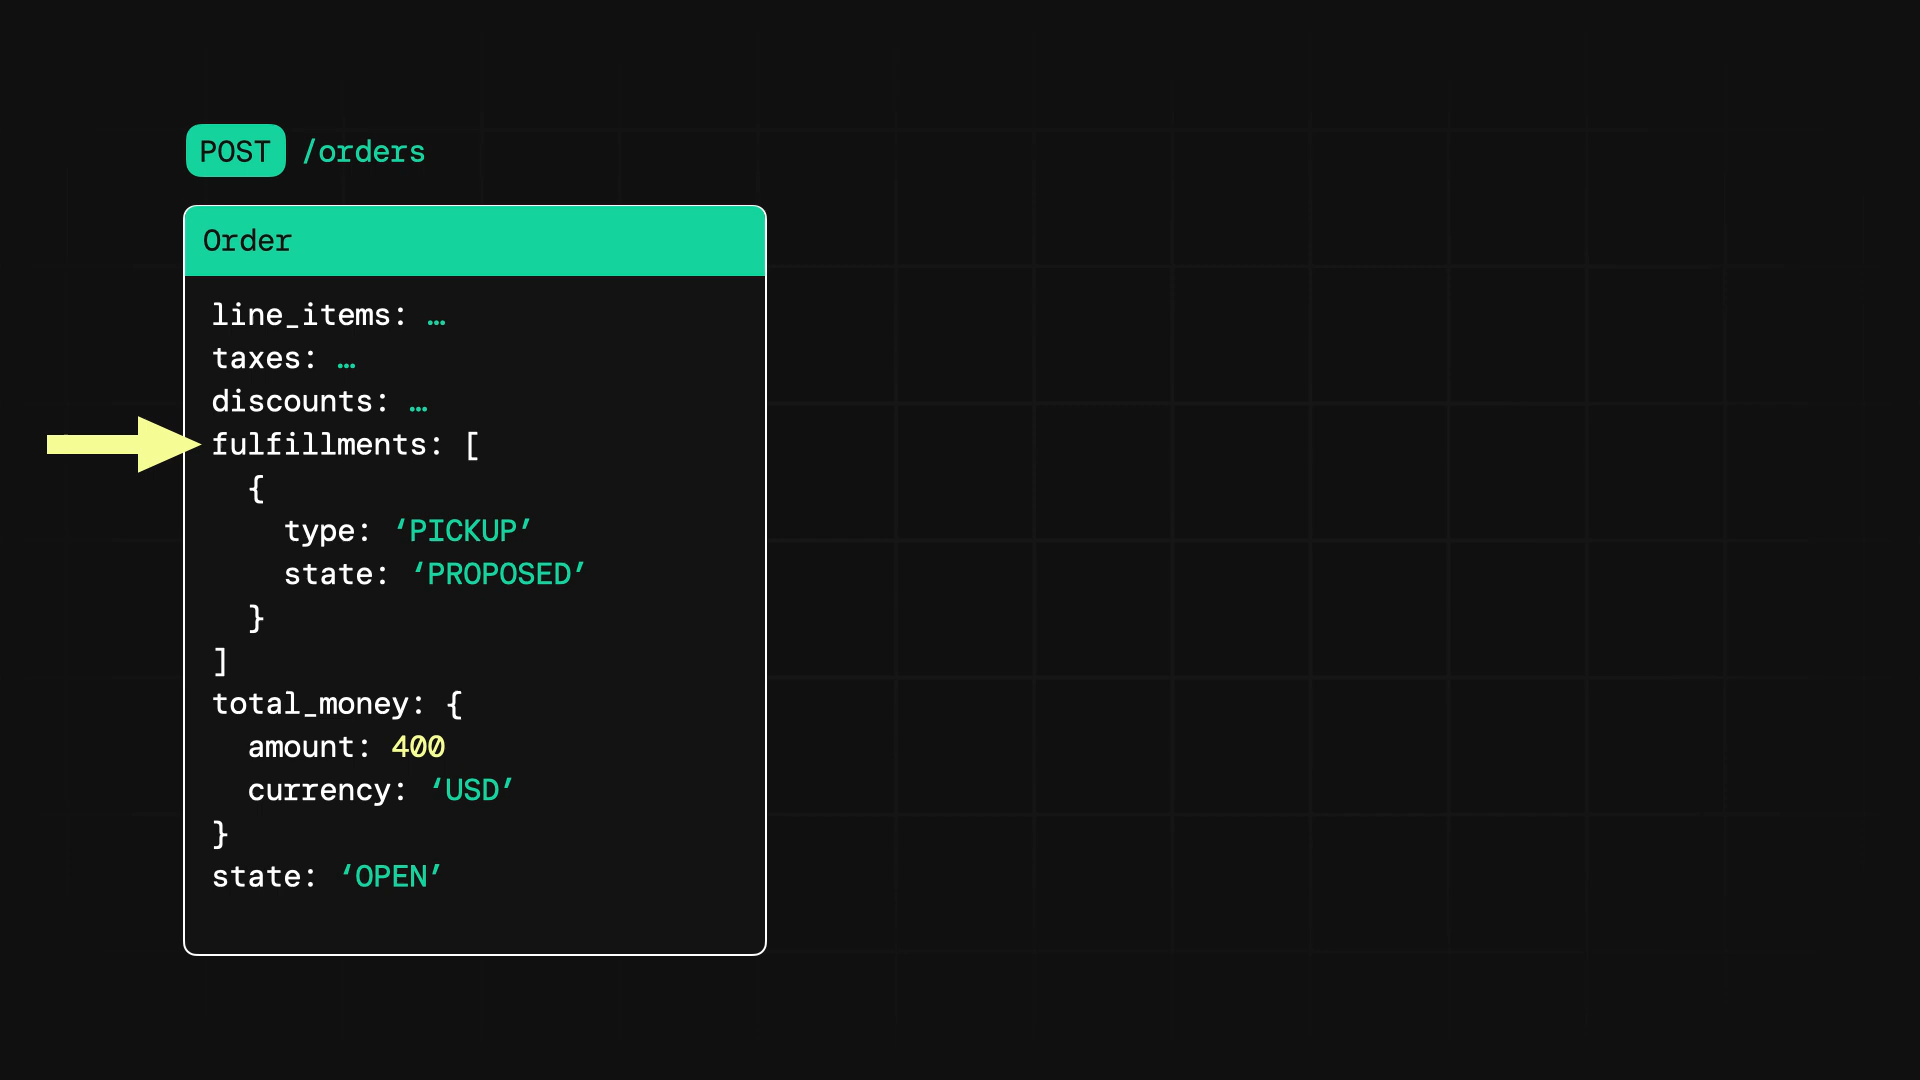 POST /orders
Order
line_items: …
taxes: …
discounts: …
fulfillments: [
{
type: ‘PICKUP’
state: ‘PROPOSED’
}
]
total_money: {
amount: 400
currency: ‘USD’
}
state: ‘OPEN’